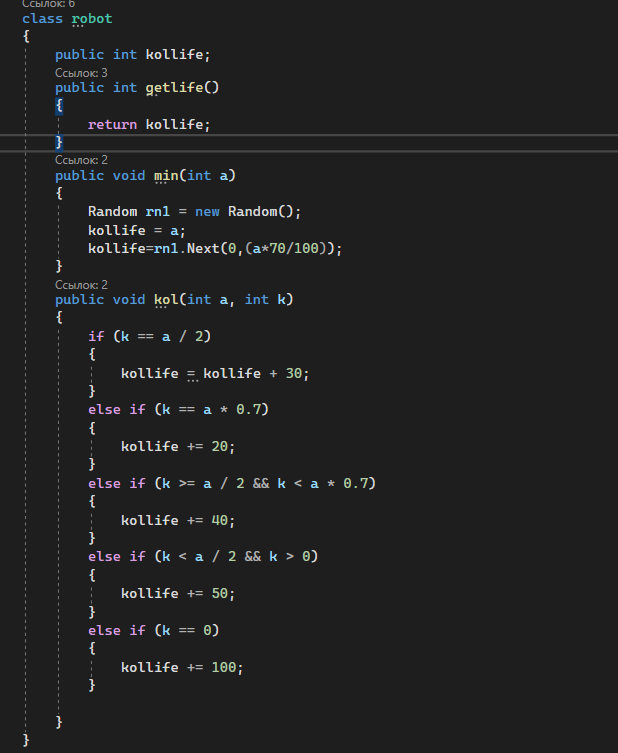 Ссылок: 6
class robot
{
public int kollife;
Ссылок: 3
public int getlife()
{
return kollife;
}
Ссылок: 2
public void min(int a)
{
Random rn1 = new Random();
kollife = a;
kollife=rn1.Next(0,(a*70/100));
}
Ссылок: 2
public void kol(int a, int k)
{
if (k == a / 2)
{
kollife = kollife + 30;
}
else if (k == a * 0.7)
{
kollife += 20;
}
else if (k >= a / 2 && k < a * 0.7)
{
kollife += 40;
}
else if (k < a / 2 && k > 0)
{
kollife += 50;
}
else if (k == 0)
{
kollife += 100;
}
}
}